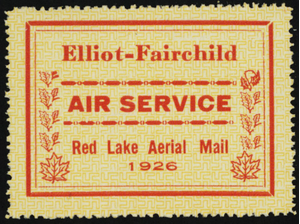 Elliot-Fairchild
AIR SERVICE
Red Lake Aerial Mail
1926